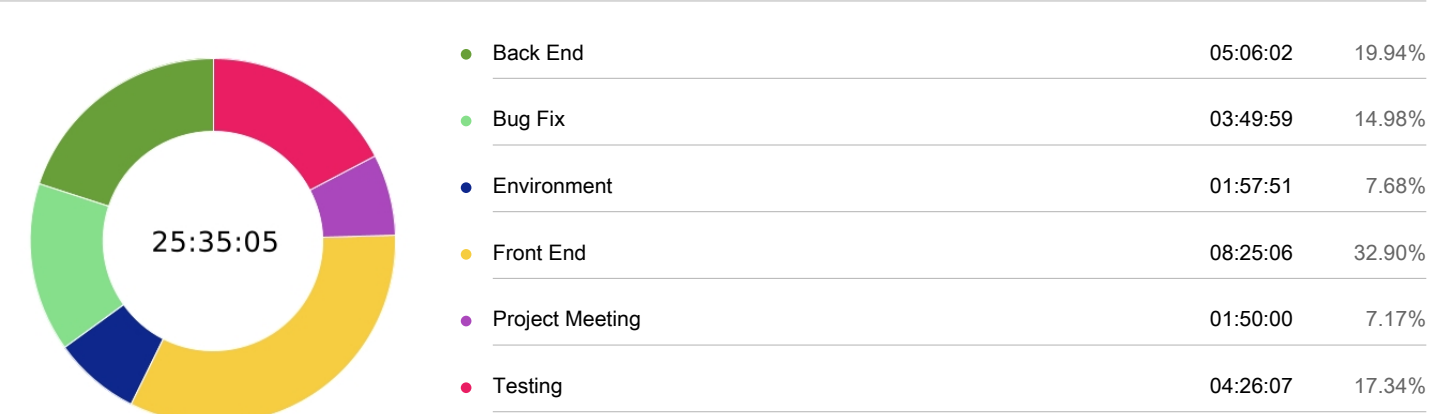 25:35:05
Back End 05:06:02 19.94%
Bug Fix 03:49:59 14.98%
Environment 01:57:51 7.68%
Front End 08:25:06 32.90%
Project Meeting 01:50:00 7.17%
Testing 04:26:07 17.34%